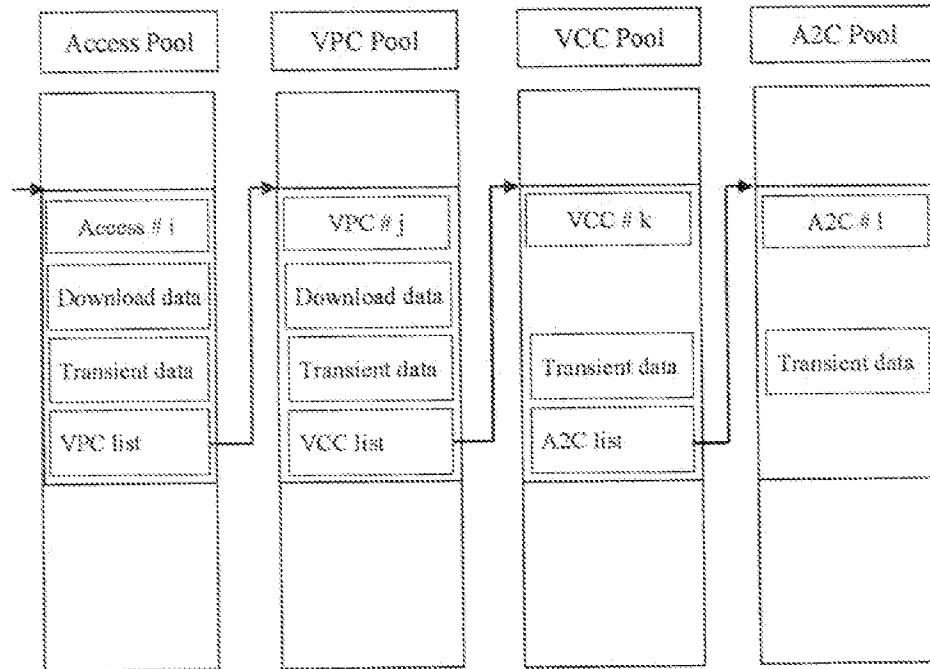 Access Pool
VPC Pool
VCC Pool
A2C Pool
Access # i
VPC # j
VCC # k
A2C # l
Download data
Download data
Transient data
Transient data
Transient data
Transient data
VPC list
VCC list
A2C list